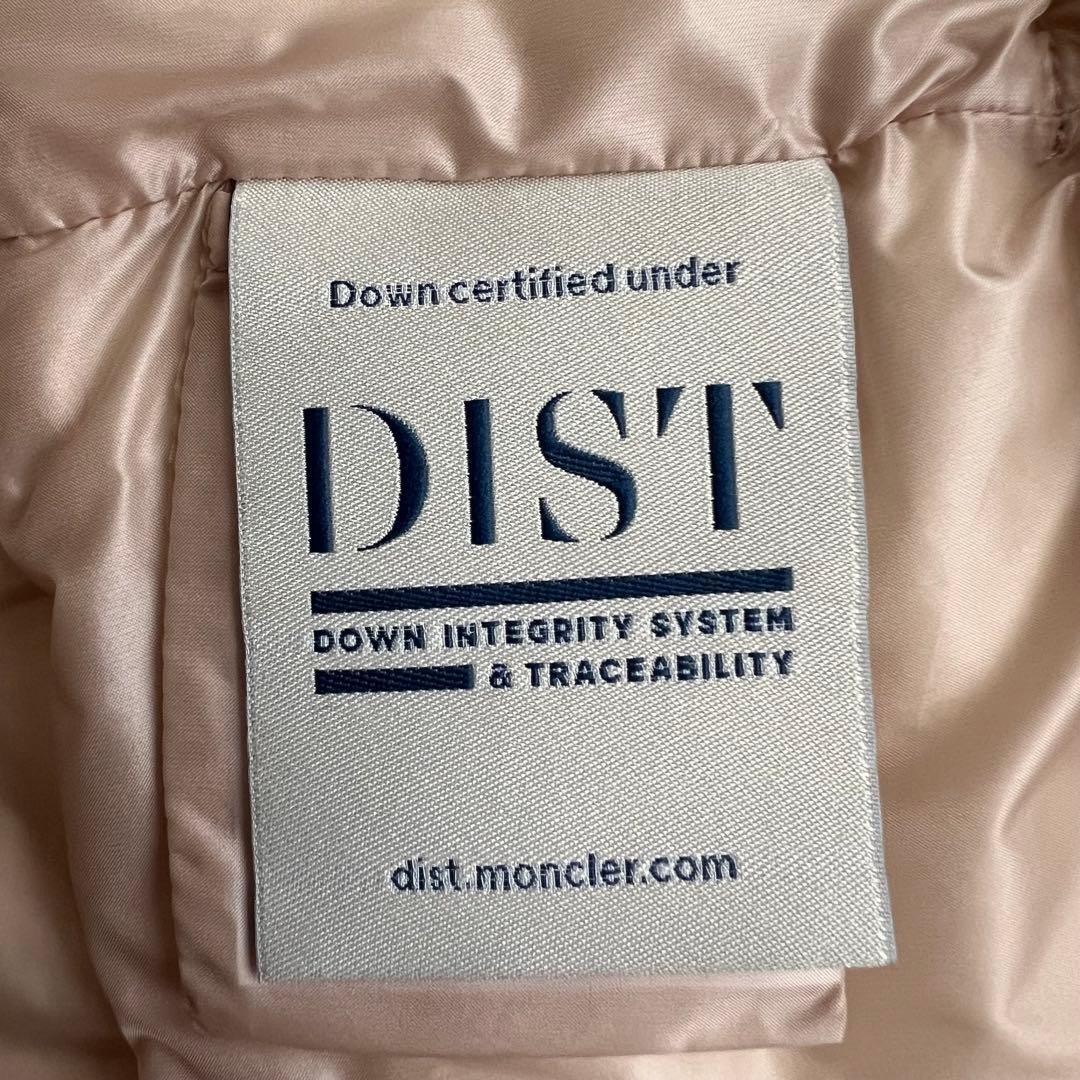 Down certified under
DIST
DOWN INTEGRITY SYSTEM
& TRACEABILITY
dist.moncler.com